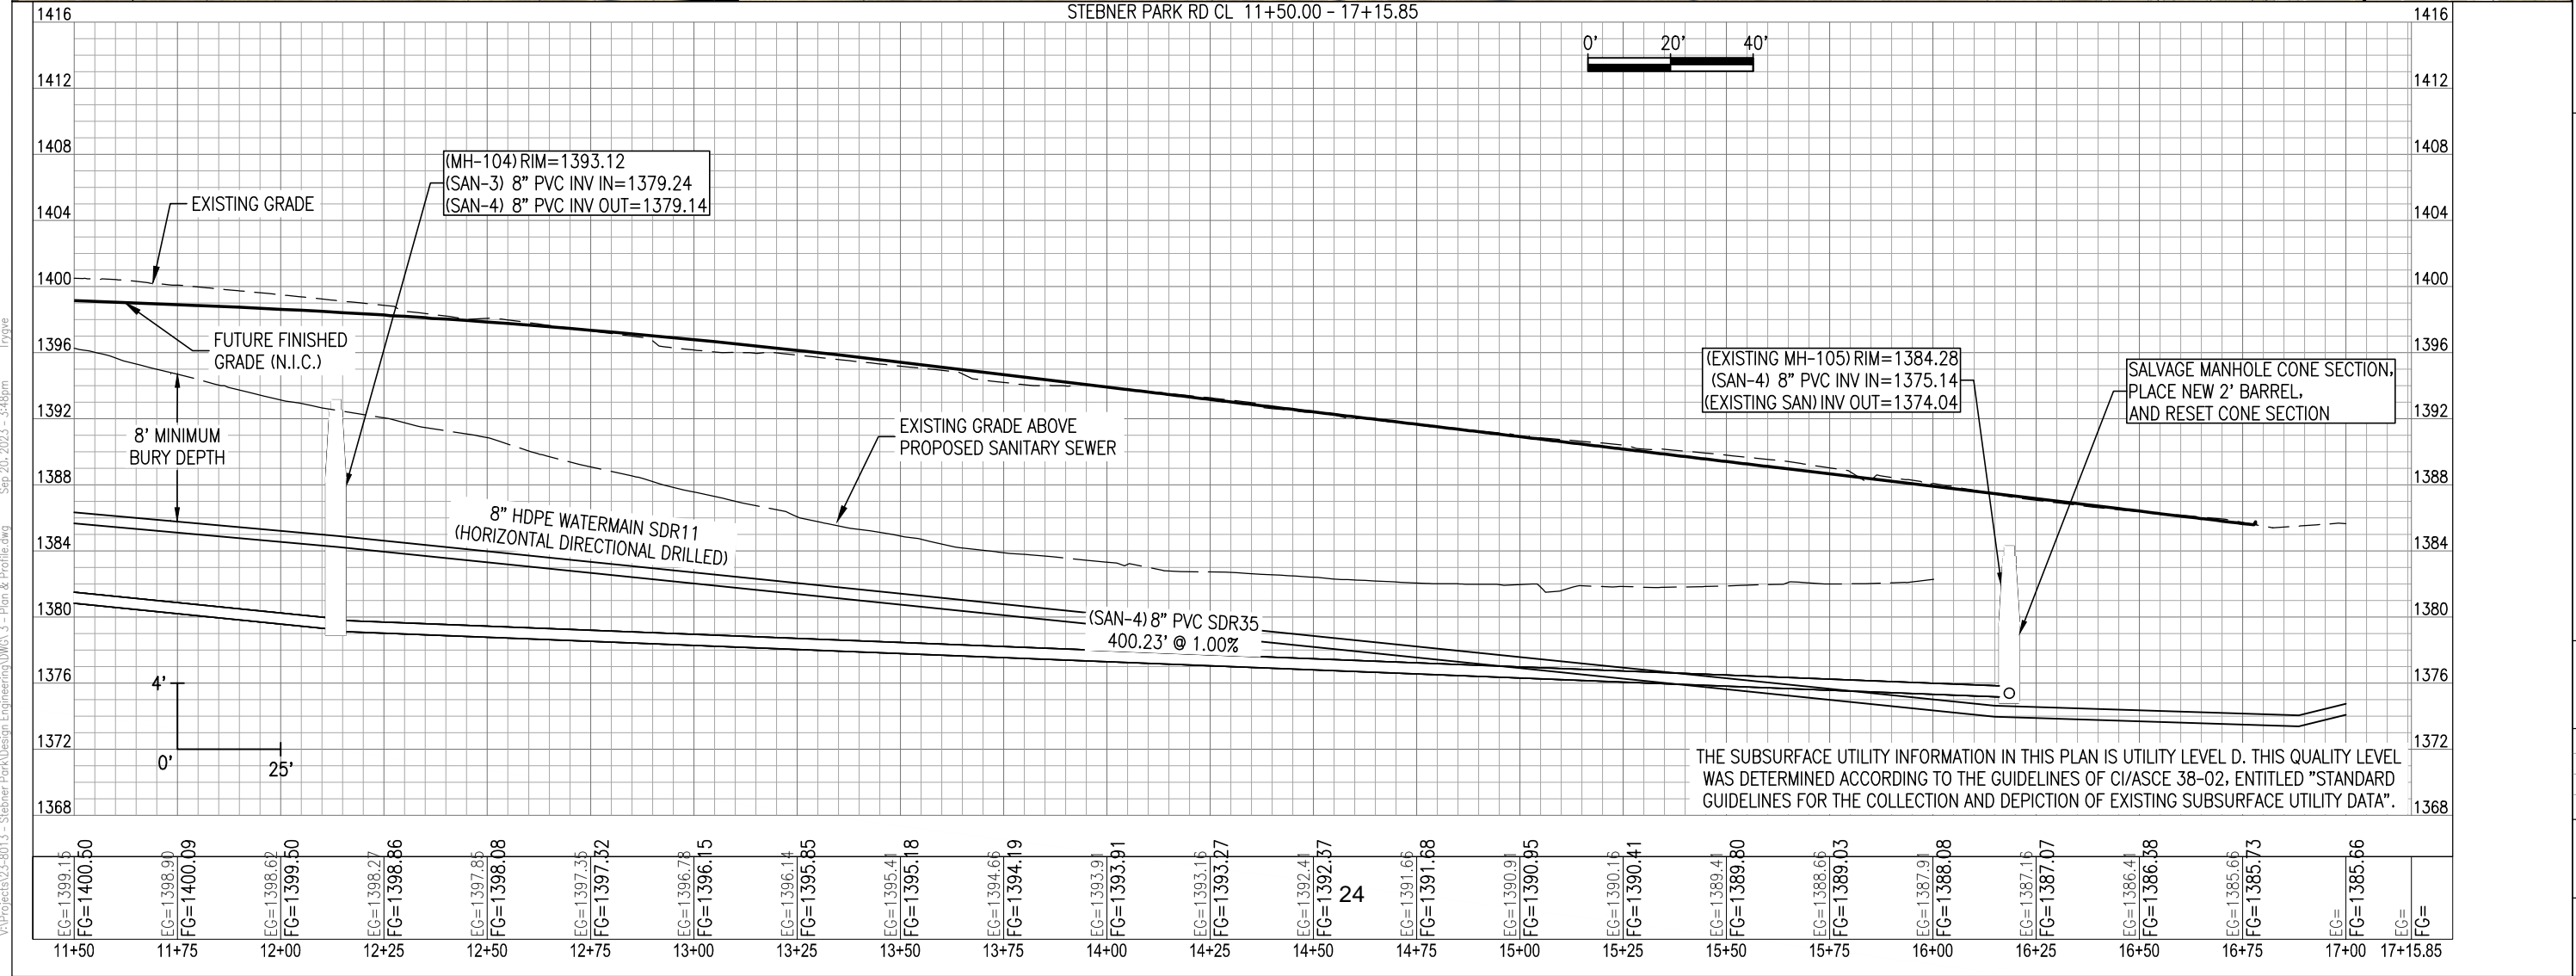 STEBNER PARK RD CL 11+50.00 - 17+15.85
1416
1412
1408
1404
1400
1396
1392
1388
1384
1380
1376
1372
1368
1416
1412
1408
1404
1400
1396
1392
1388
1384
1380
1376
1372
1368
0' 20' 40'
(MH-104) RIM=1393.12
(SAN-3) 8" PVC INV IN=1379.24
(SAN-4) 8" PVC INV OUT=1379.14
EXISTING GRADE
FUTURE FINISHED
GRADE (N.I.C.)
8' MINIMUM
BURY DEPTH
EXISTING GRADE ABOVE
PROPOSED SANITARY SEWER
8" HDPE WATERMAIN SDR11
(HORIZONTAL DIRECTIONAL DRILLED)
(SAN-4) 8" PVC SDR35
400.23' @ 1.00%
(EXISTING MH-105) RIM=1384.28
(SAN-4) 8" PVC INV IN=1375.14
(EXISTING SAN) INV OUT=1374.04
SALVAGE MANHOLE CONE SECTION,
PLACE NEW 2' BARREL,
AND RESET CONE SECTION
4'
0'
25'
THE SUBSURFACE UTILITY INFORMATION IN THIS PLAN IS UTILITY LEVEL D. THIS QUALITY LEVEL
WAS DETERMINED ACCORDING TO THE GUIDELINES OF CI/ASCE 38-02, ENTITLED "STANDARD
GUIDELINES FOR THE COLLECTION AND DEPICTION OF EXISTING SUBSURFACE UTILITY DATA".
EG=1399.15
FG=1400.50
EG=1398.90
FG=1400.09
EG=1398.62
FG=1399.50
EG=1398.27
FG=1398.86
EG=1397.85
FG=1398.08
EG=1397.35
FG=1397.32
EG=1396.78
FG=1396.15
EG=1396.14
FG=1395.85
EG=1395.41
FG=1395.18
EG=1394.66
FG=1394.19
EG=1393.91
FG=1393.91
EG=1393.16
FG=1393.27
EG=1392.41
FG=1392.37
24
EG=1391.66
FG=1391.68
EG=1390.91
FG=1390.95
EG=1390.16
FG=1390.41
EG=1389.41
FG=1389.80
EG=1388.66
FG=1389.03
EG=1387.91
FG=1388.08
EG=1387.16
FG=1387.07
EG=1386.41
FG=1386.38
EG=1385.66
FG=1385.73
EG=
FG=1385.66
EG=
FG=
11+50 11+75 12+00 12+25 12+50 12+75 13+00 13+25 13+50 13+75 14+00 14+25 14+50 14+75 15+00 15+25 15+50 15+75 16+00 16+25 16+50 16+75 17+00 17+15.85
V:\Projects\23-8013 - Stebner Park\Design Engineering\DWG\ 3 - Plan & Profile.dwg Sep 20, 2023 - 3:48pm Trygve